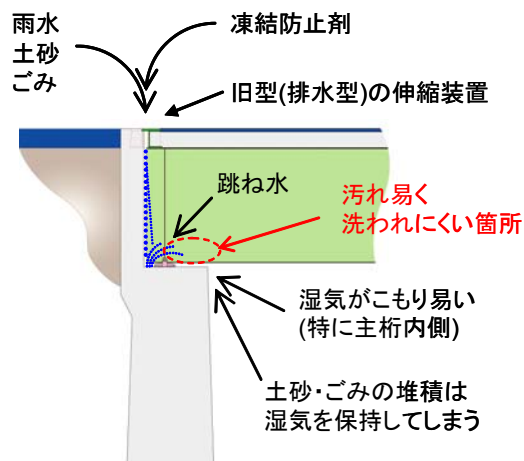 雨水
土砂
ごみ
凍結防止剤
旧型(排水型)の伸縮装置
跳ね水
汚れ易く
洗われにくい箇所
湿気がこもり易い
(特に主桁内側)
土砂・ごみの堆積は
湿気を保持してしまう